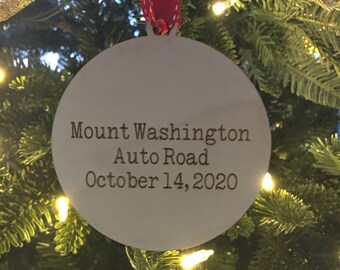 Mount Washington
Auto Road
October 14, 2020